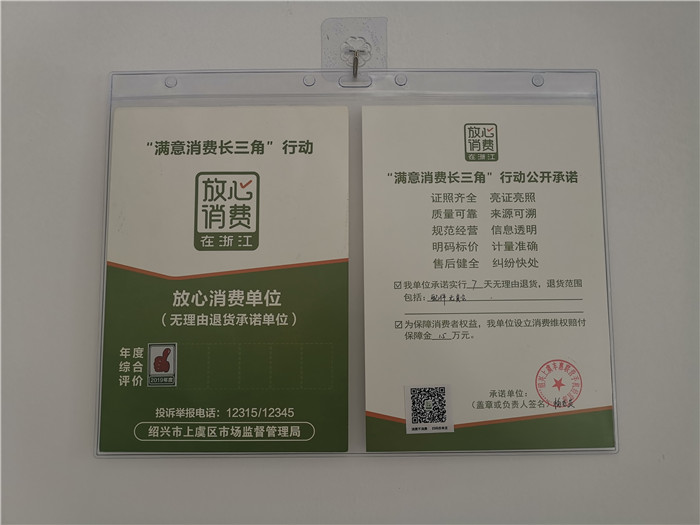 “满意消费长三角”行动
放心
消费
在浙江
放心消费单位
（无理由退货承诺单位）
年度
综合
评价
2019年度
投诉举报电话：12315/12345
绍兴市上虞区市场监督管理局
放心
消费
在浙江
“满意消费长三角”行动公开承诺
证照齐全 亮证亮照
质量可靠 来源可溯
规范经营 信息透明
明码标价 计量准确
售后健全 纠纷快处
我单位承诺实行 7 天无理由退货，退货范围
包括：
为保障消费者权益，我单位设立消费维权赔付
保障金 万元。
承诺单位：
（盖章或负责人签名）